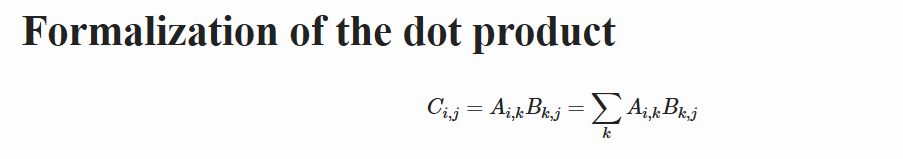 Formalization of the dot product
C_{i,j} = A_{i,k}B_{k,j} = \sum_k A_{i,k}B_{k,j}